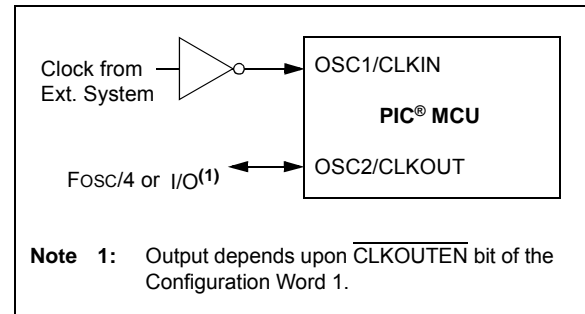 Clock from
Ext. System
OSC1/CLKIN
PIC® MCU
FOSC/4 or I/O(1)
OSC2/CLKOUT
Note 1: Output depends upon CLKOUTEN bit of the
Configuration Word 1.